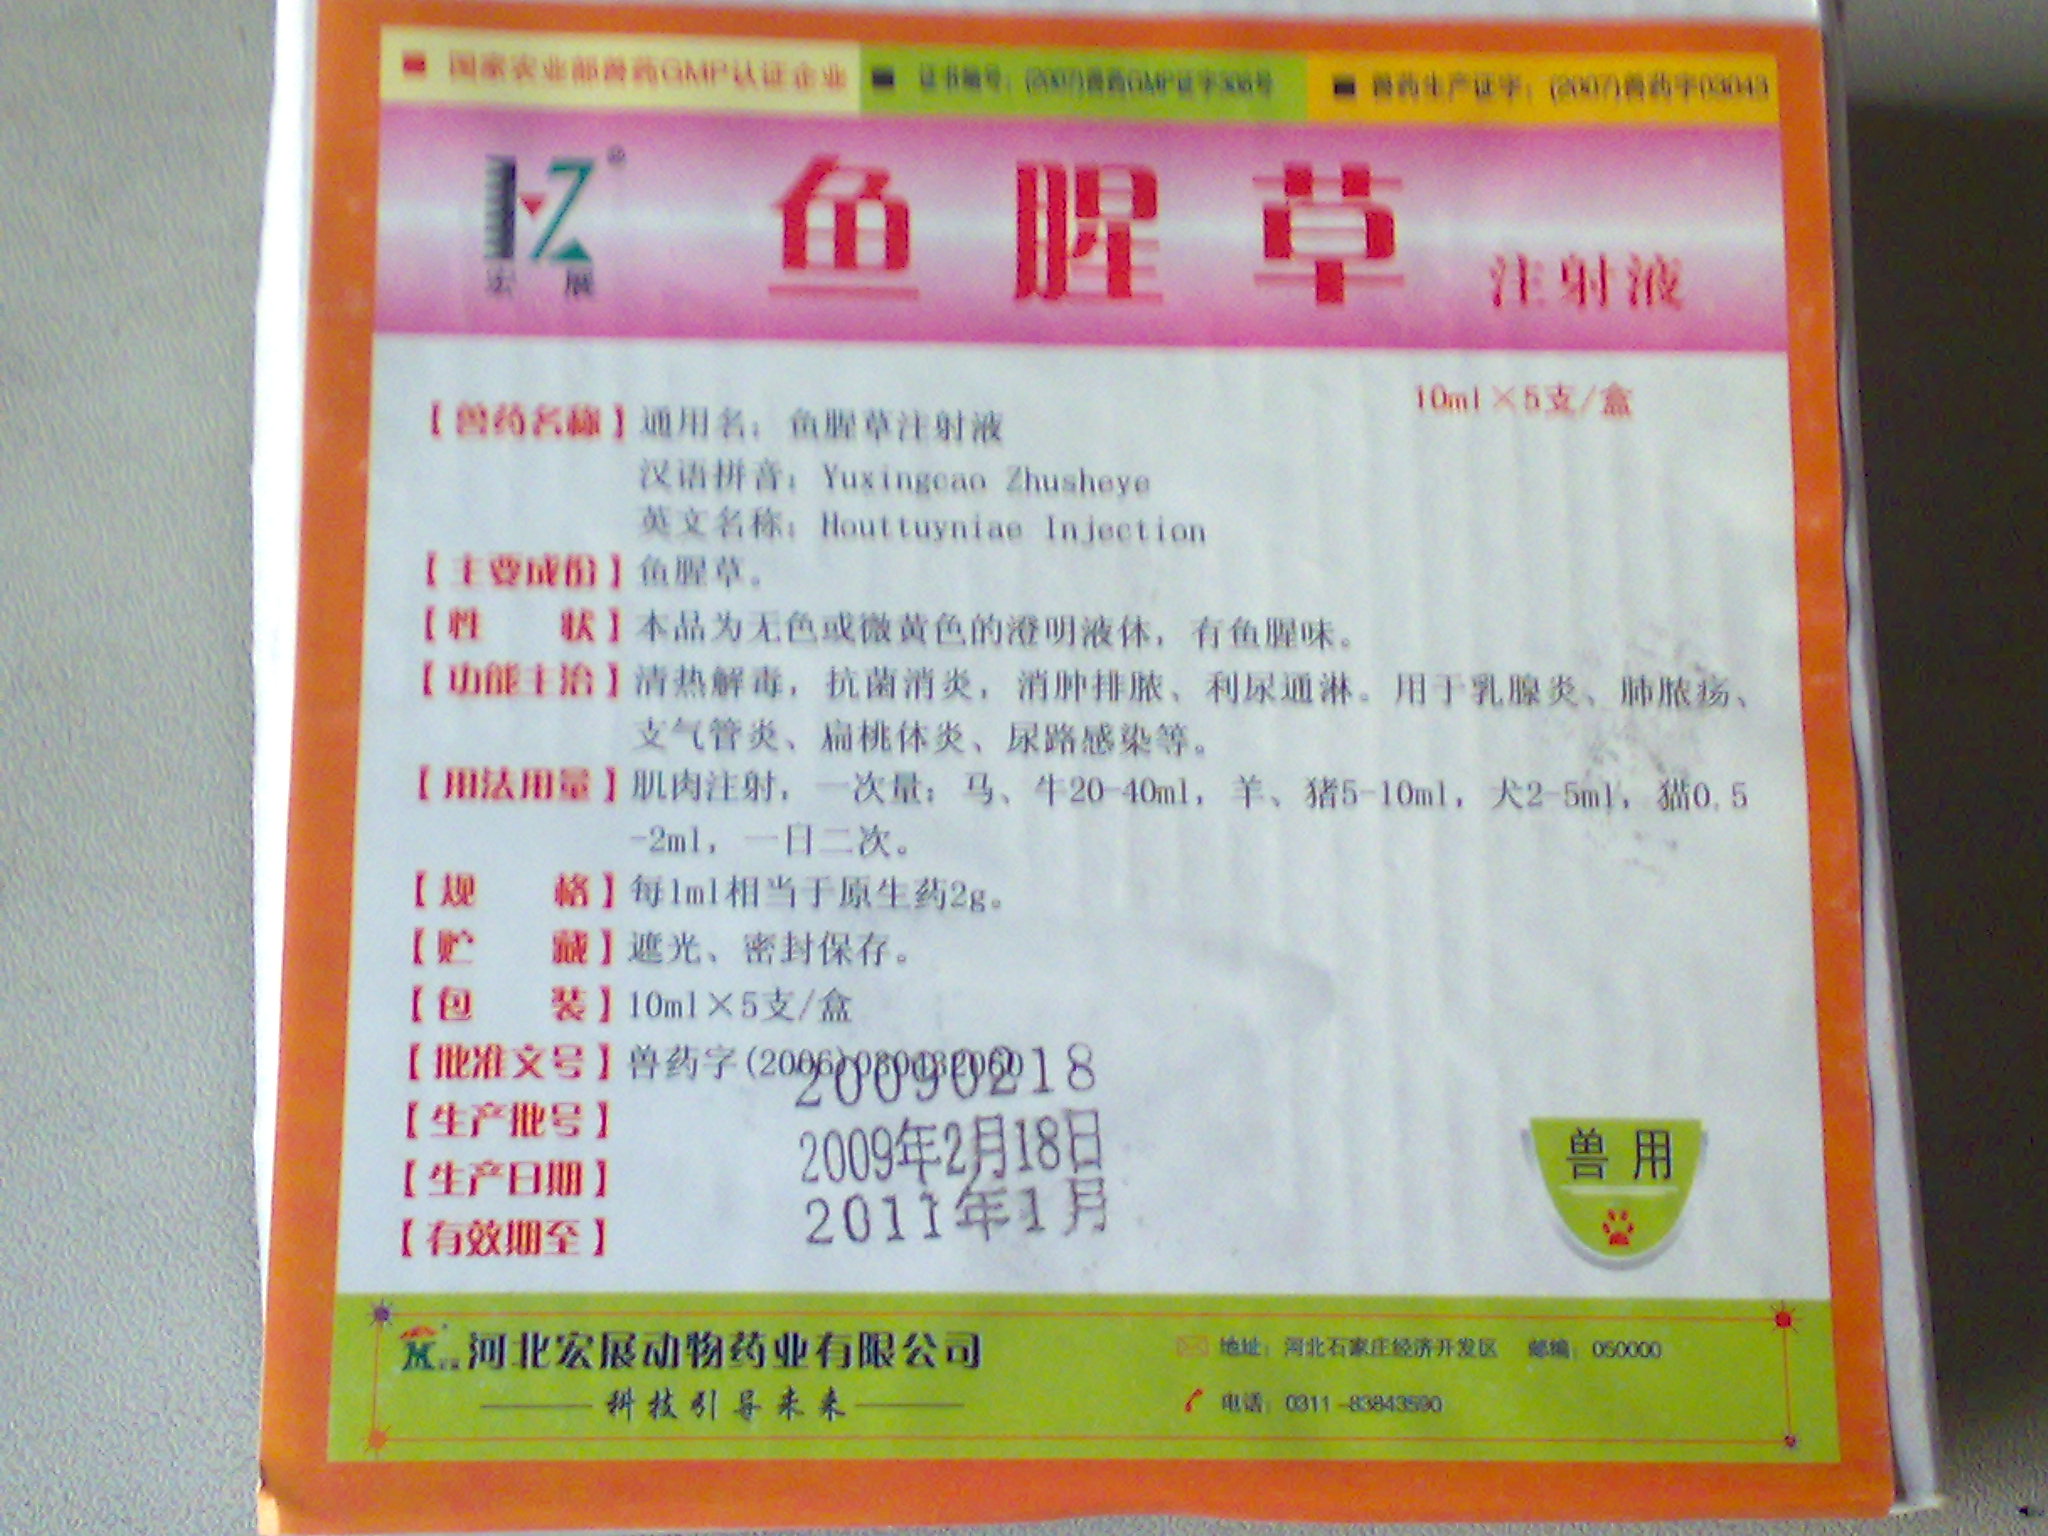 国家农业部兽药GMP认证企业 证书编号：(2007)兽药GMP证字306号 兽药生产证字：(2007)兽药字03043
宏展
鱼腥草 注射液
10ml×5支/盒
【兽药名称】通用名：鱼腥草注射液
汉语拼音：Yuxingcao Zhusheye
英文名称：Houttuyniae Injection
【主要成份】鱼腥草。
【性 状】本品为无色或微黄色的澄明液体，有鱼腥味。
【功能主治】清热解毒，抗菌消炎，消肿排脓、利尿通淋。用于乳腺炎、肺脓疡、
支气管炎、扁桃体炎、尿路感染等。
【用法用量】肌肉注射，一次量：马、牛20-40ml，羊、猪5-10ml，犬2-5ml，猫0.5
-2ml，一日二次。
【规 格】每1ml相当于原生药2g。
【贮 藏】遮光、密封保存。
【包 装】10ml×5支/盒
【批准文号】兽药字(2006)030432060
【生产批号】20090218
【生产日期】2009年2月18日
【有效期至】2011年1月
兽用
河北宏展动物药业有限公司
科技引导未来
地址：河北石家庄经济开发区 邮编：050000
电话：0311-83843590